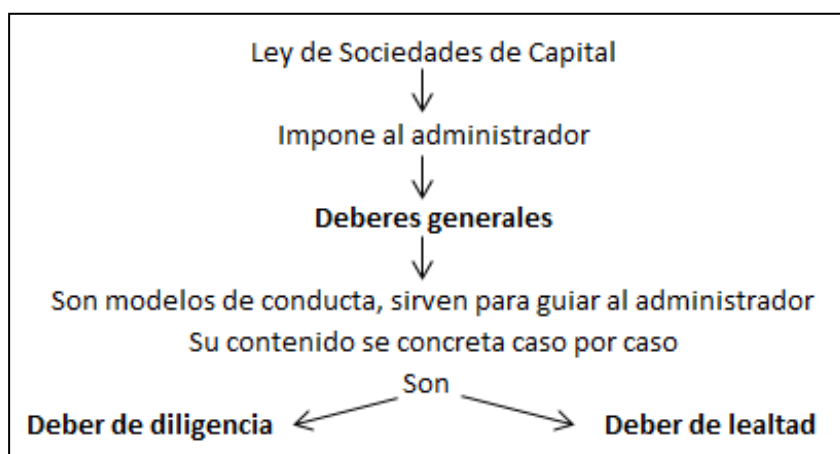 Ley de Sociedades de Capital
Impone al administrador
Deberes generales
Son modelos de conducta, sirven para guiar al administrador
Su contenido se concreta caso por caso
Son
Deber de diligencia
Deber de lealtad